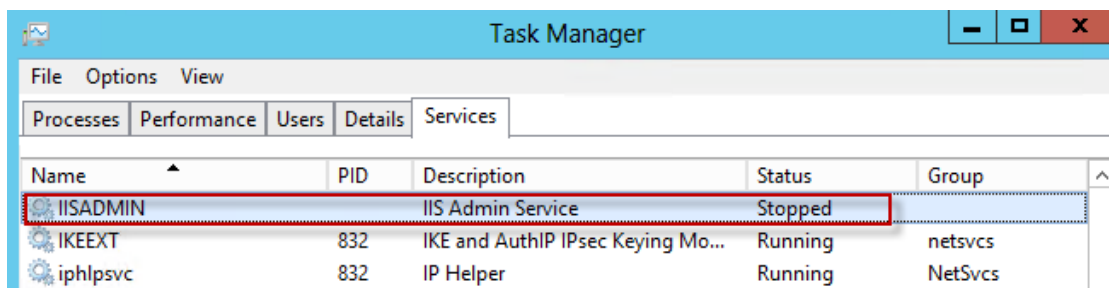 Task Manager
File Options View
Processes Performance Users Details Services
Name PID Description Status Group
IISADMIN IIS Admin Service Stopped
IKEEXT 832 IKE and AuthIP IPsec Keying Mo... Running netsvcs
iphlpsvc 832 IP Helper Running NetSvcs